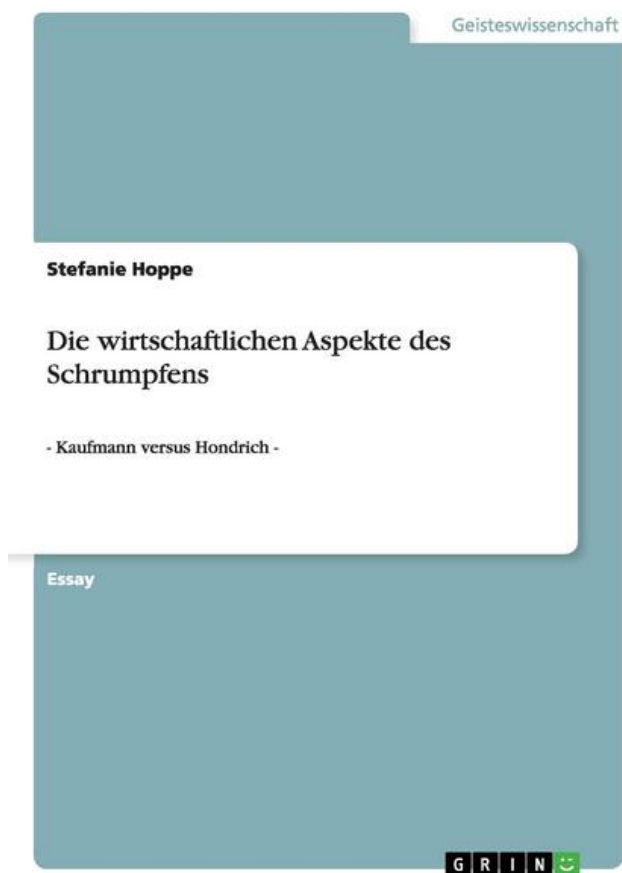 Geisteswissenschaft
Stefanie Hoppe
Die wirtschaftlichen Aspekte des
Schrumpfens
- Kaufmann versus Hondrich -
Essay
GRIN